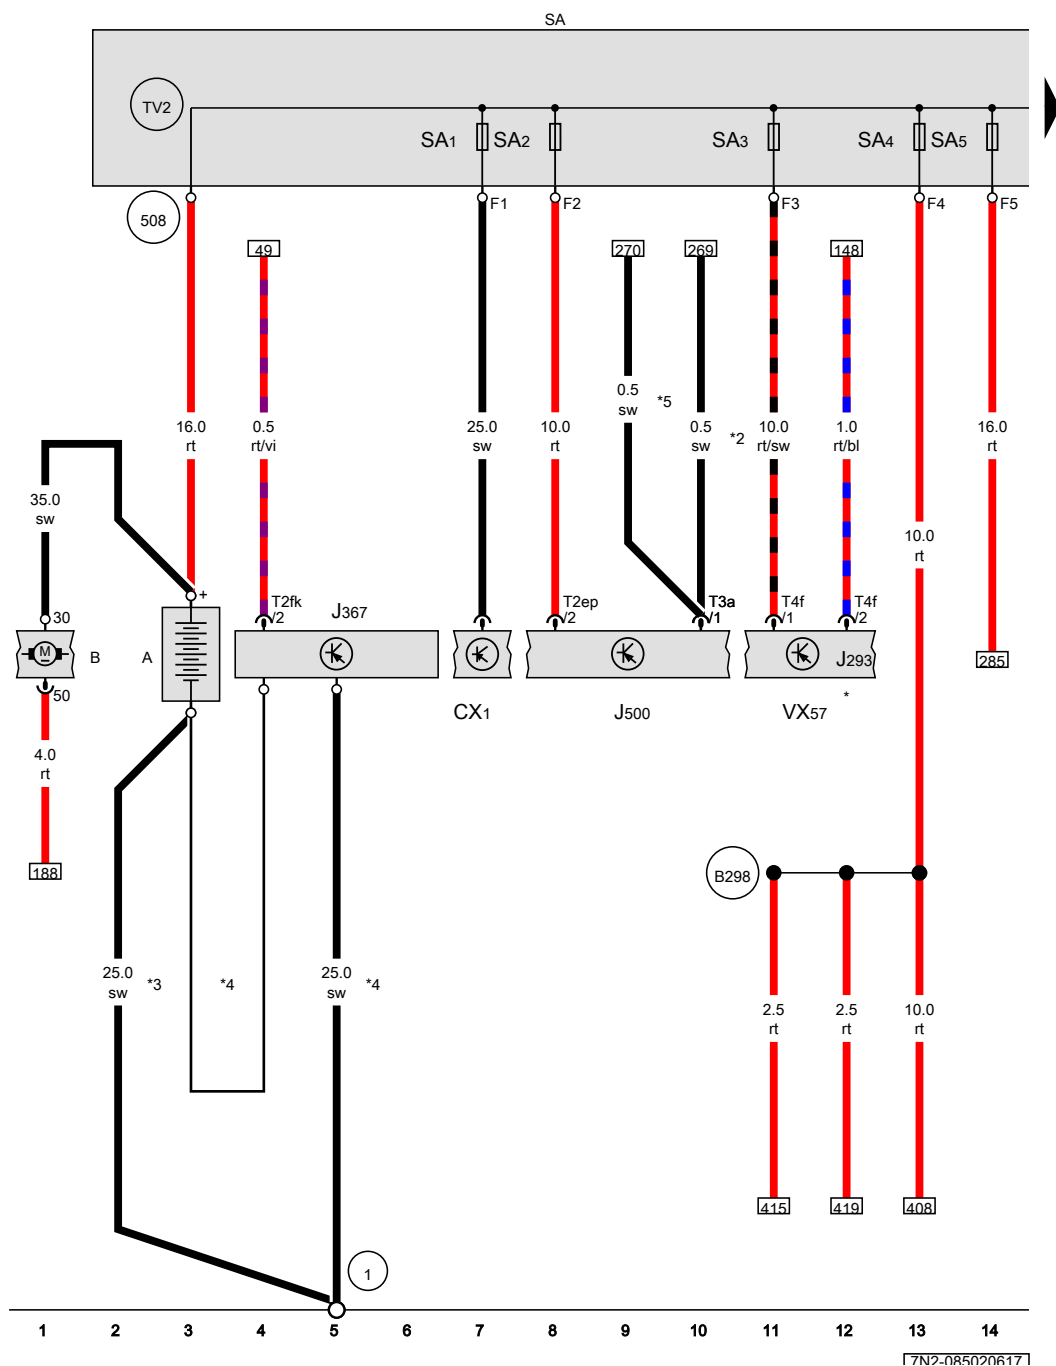 SA
TV2
SA1
SA2
SA3
SA4
SA5
508
F1
F2
F3
F4
F5
49
270
269
148
16.0
rt
0.5
rt/vi
25.0
sw
10.0
rt
0.5
sw
*5
0.5
sw
*2
10.0
rt/sw
1.0
rt/bl
16.0
rt
35.0
sw
10.0
rt
+
30
T2fk
/2
J367
T2ep
/2
T3a
/1
T4f
/1
T4f
/2
M
B
A
J293
285
50
*
CX1
J500
VX57
4.0
rt
188
B298
25.0
sw
*3
*4
25.0
sw
*4
2.5
rt
2.5
rt
10.0
rt
415
419
408
1
1 2 3 4 5 6 7 8 9 10 11 12 13 14
7N2-085020617